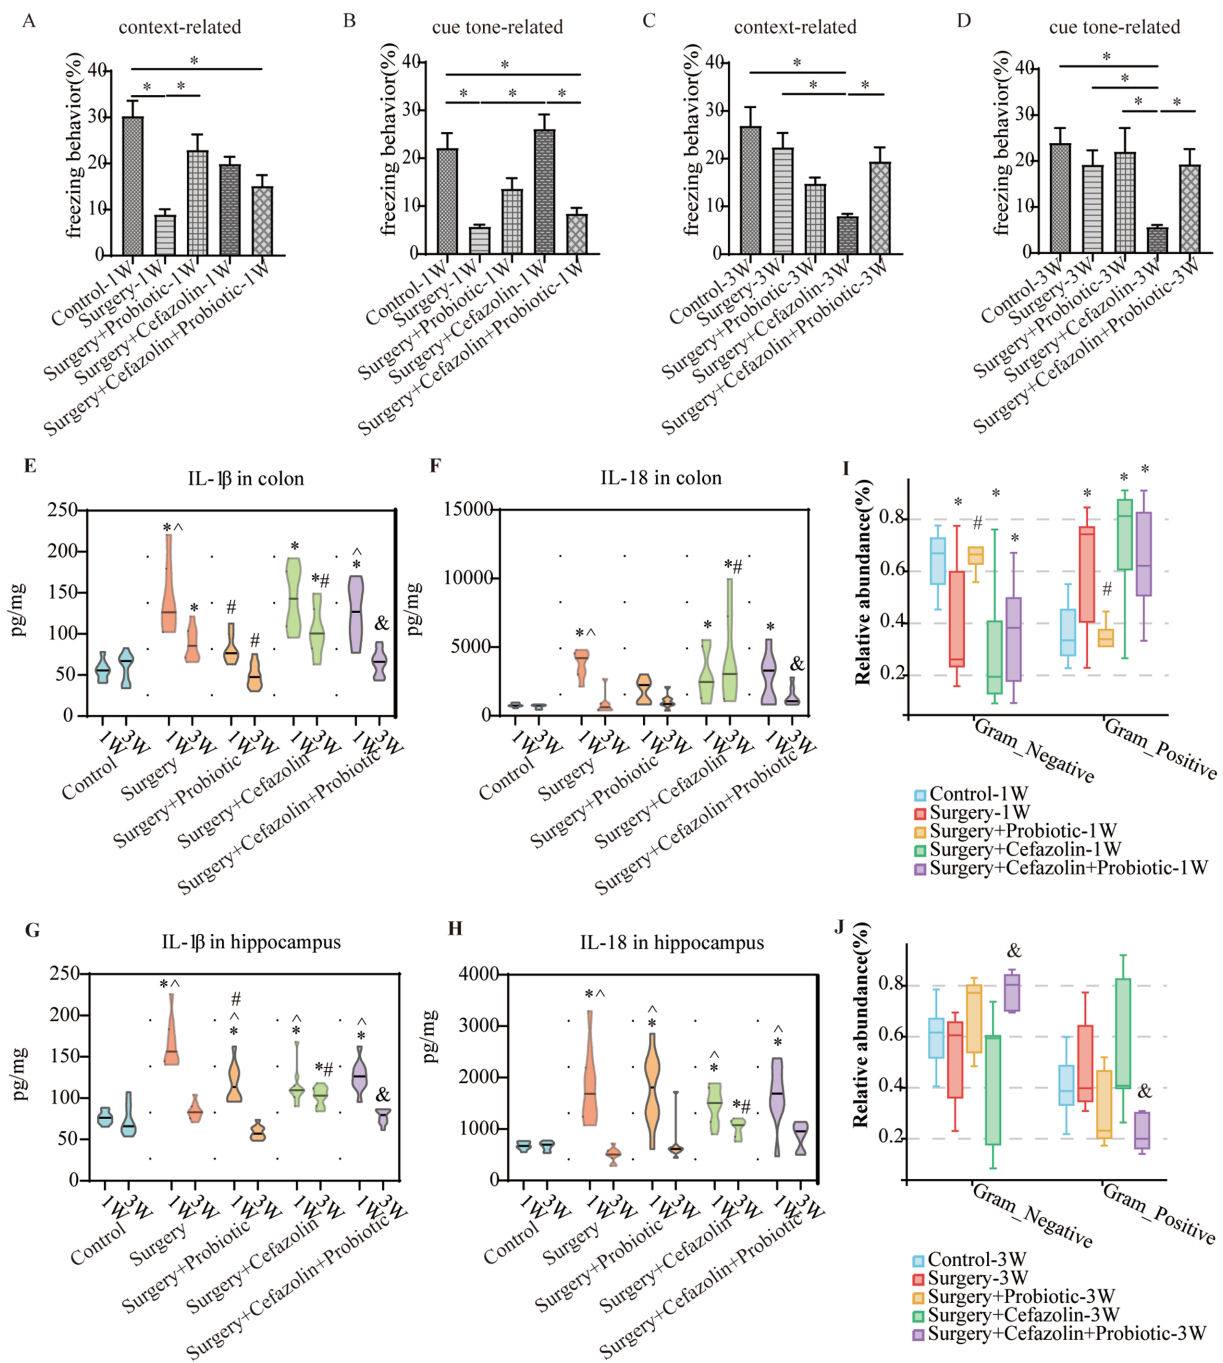 A
context-related
freezing behavior(%)
40
30
20
10
0
*
*
*
Control-1W
Surgery-1W
Surgery+Probiotic-1W
Surgery+Cefazolin-1W
Surgery+Cefazolin+Probiotic-1W
B
cue tone-related
freezing behavior(%)
40
30
20
10
0
*
*
*
*
Control-1W
Surgery-1W
Surgery+Probiotic-1W
Surgery+Cefazolin-1W
Surgery+Cefazolin+Probiotic-1W
C
context-related
freezing behavior(%)
40
30
20
10
0
*
*
*
Control-3W
Surgery-3W
Surgery+Probiotic-3W
Surgery+Cefazolin-3W
Surgery+Cefazolin+Probiotic-3W
D
cue tone-related
freezing behavior(%)
40
30
20
10
0
*
*
*
*
Control-3W
Surgery-3W
Surgery+Probiotic-3W
Surgery+Cefazolin-3W
Surgery+Cefazolin+Probiotic-3W
E
IL-1β in colon
pg/mg
250
200
150
100
50
0
*^
*
#
#
*
*#
^
*
&
1W
3W
1W
3W
1W
3W
1W
3W
1W
3W
Control
Surgery
Surgery+Probiotic
Surgery+Cefazolin
Surgery+Cefazolin+Probiotic
F
IL-18 in colon
pg/mg
15000
10000
5000
0
*^
*
*#
*
&
1W
3W
1W
3W
1W
3W
1W
3W
1W
3W
Control
Surgery
Surgery+Probiotic
Surgery+Cefazolin
Surgery+Cefazolin+Probiotic
I
Relative abundance(%)
0.8
0.6
0.4
0.2
*
#
*
*
*
#
*
*
Gram_Negative
Gram_Positive
Control-1W
Surgery-1W
Surgery+Probiotic-1W
Surgery+Cefazolin-1W
Surgery+Cefazolin+Probiotic-1W
G
IL-1β in hippocampus
pg/mg
250
200
150
100
50
0
*^
#
^
*
^
*
*#
^
*
&
1W
3W
1W
3W
1W
3W
1W
3W
1W
3W
Control
Surgery
Surgery+Probiotic
Surgery+Cefazolin
Surgery+Cefazolin+Probiotic
H
IL-18 in hippocampus
pg/mg
4000
3000
2000
1000
0
*^
^
*
^
*
*#
^
*
1W
3W
1W
3W
1W
3W
1W
3W
1W
3W
Control
Surgery
Surgery+Probiotic
Surgery+Cefazolin
Surgery+Cefazolin+Probiotic
J
Relative abundance(%)
0.8
0.6
0.4
0.2
&
&
Gram_Negative
Gram_Positive
Control-3W
Surgery-3W
Surgery+Probiotic-3W
Surgery+Cefazolin-3W
Surgery+Cefazolin+Probiotic-3W